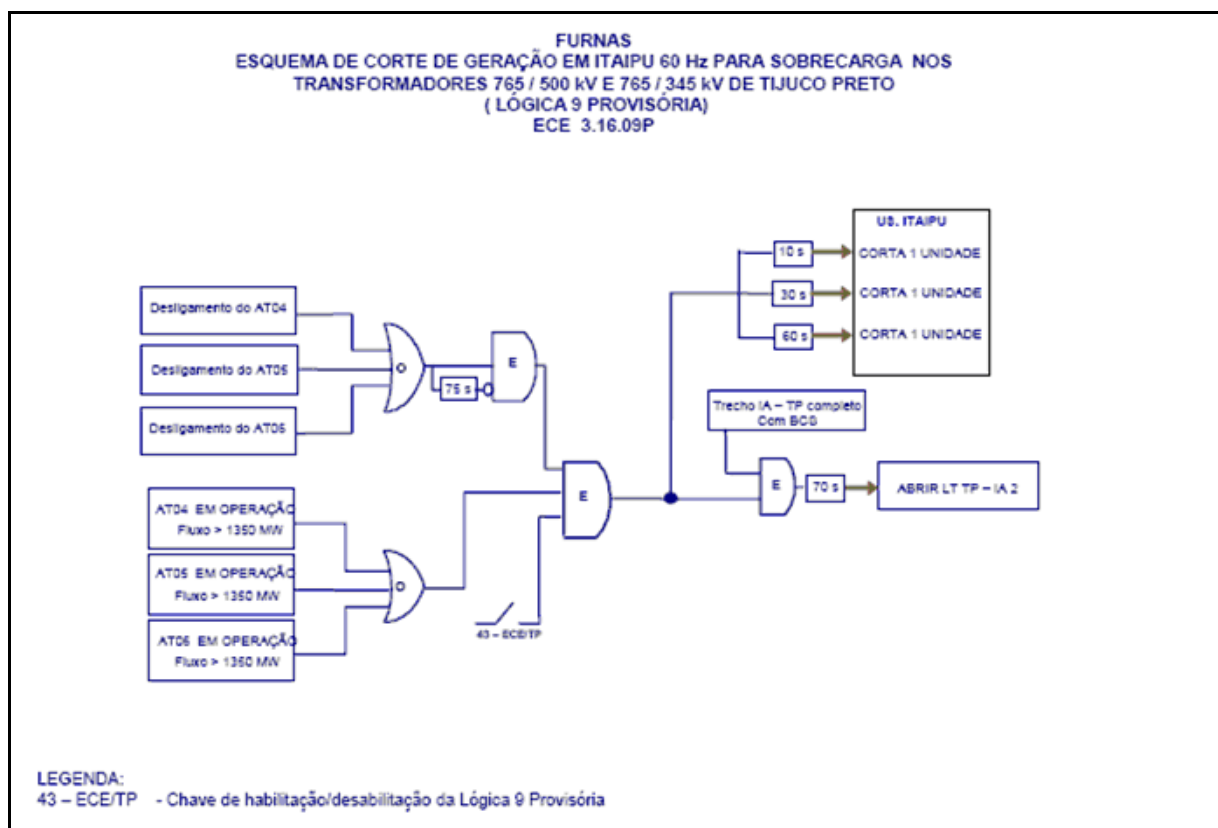 FURNAS
ESQUEMA DE CORTE DE GERAÇÃO EM ITAIPU 60 Hz PARA SOBRECARGA NOS
TRANSFORMADORES 765 / 500 kV E 765 / 345 kV DE TIJUCO PRETO
( LÓGICA 9 PROVISÓRIA)
ECE 3.16.09P
US. ITAIPU
10 s
CORTA 1 UNIDADE
30 s
CORTA 1 UNIDADE
60 s
CORTA 1 UNIDADE
Desligamento do AT04
Desligamento do AT05
Desligamento do AT06
O
E
75 s
Trecho IA – TP completo
Com BCS
E
E
70 s
ABRIR LT TP – IA 2
AT04 EM OPERAÇÃO
Fluxo > 1350 MW
AT05 EM OPERAÇÃO
Fluxo > 1350 MW
AT06 EM OPERAÇÃO
Fluxo > 1350 MW
O
43 – ECE/TP
LEGENDA:
43 – ECE/TP - Chave de habilitação/desabilitação da Lógica 9 Provisória